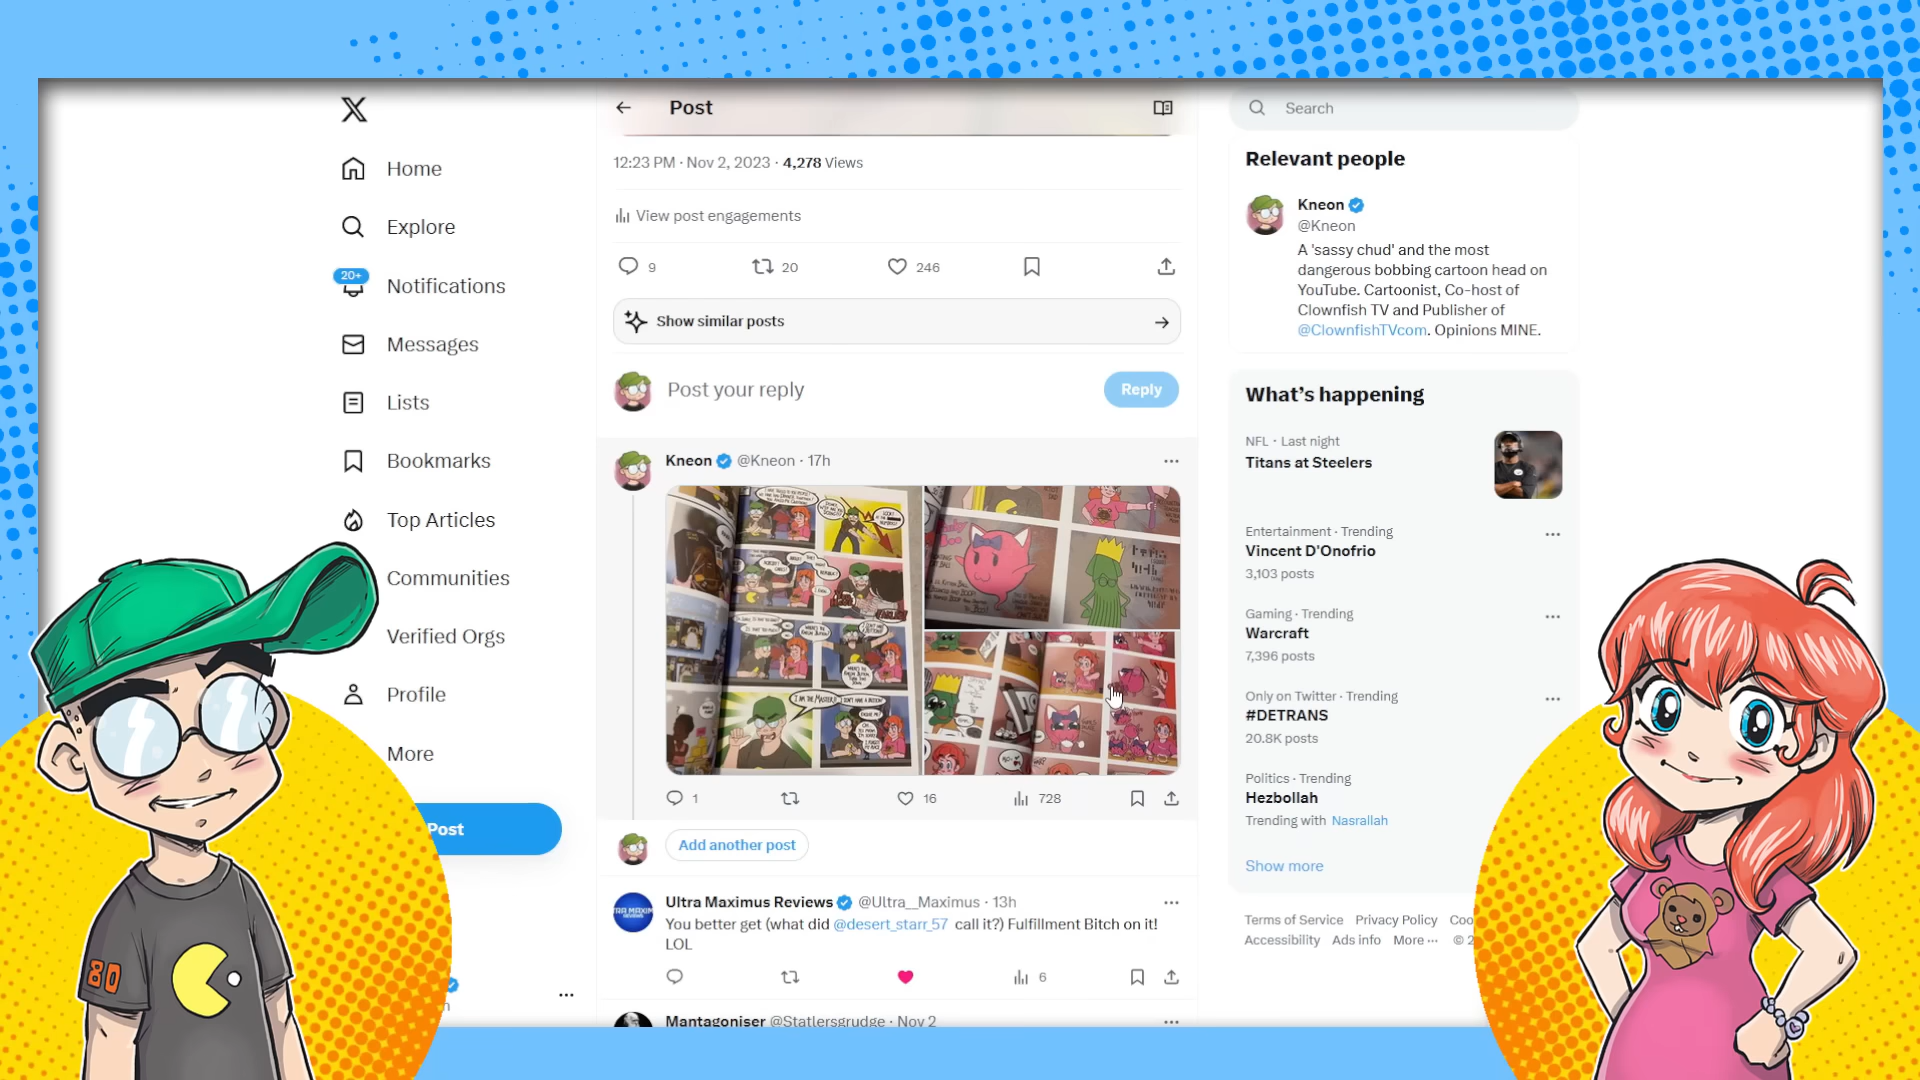 Post
Search
Home
Explore
20+
Notifications
Messages
Lists
Bookmarks
Top Articles
Communities
Verified Orgs
Profile
More
Post
12:23 PM · Nov 2, 2023 · 4,278 Views
View post engagements
9
20
246
Show similar posts
Post your reply
Reply
Kneon @Kneon · 17h
I AM THE MASTER!!
1
16
728
Add another post
Ultra Maximus Reviews @Ultra__Maximus · 13h
You better get (what did @desert_starr_57 call it?) Fulfillment Bitch on it!
LOL
6
Mantagoniser @Statlersgrudge · Nov 2
Relevant people
Kneon
@Kneon
A 'sassy chud' and the most
dangerous bobbing cartoon head on
YouTube. Cartoonist, Co-host of
Clownfish TV and Publisher of
@ClownfishTVcom. Opinions MINE.
What's happening
NFL · Last night
Titans at Steelers
Entertainment · Trending
Vincent D'Onofrio
3,103 posts
Gaming · Trending
Warcraft
7,396 posts
Only on Twitter · Trending
#DETRANS
20.8K posts
Politics · Trending
Hezbollah
Trending with Nasrallah
Show more
Terms of Service Privacy Policy
Accessibility Ads info More ···
80